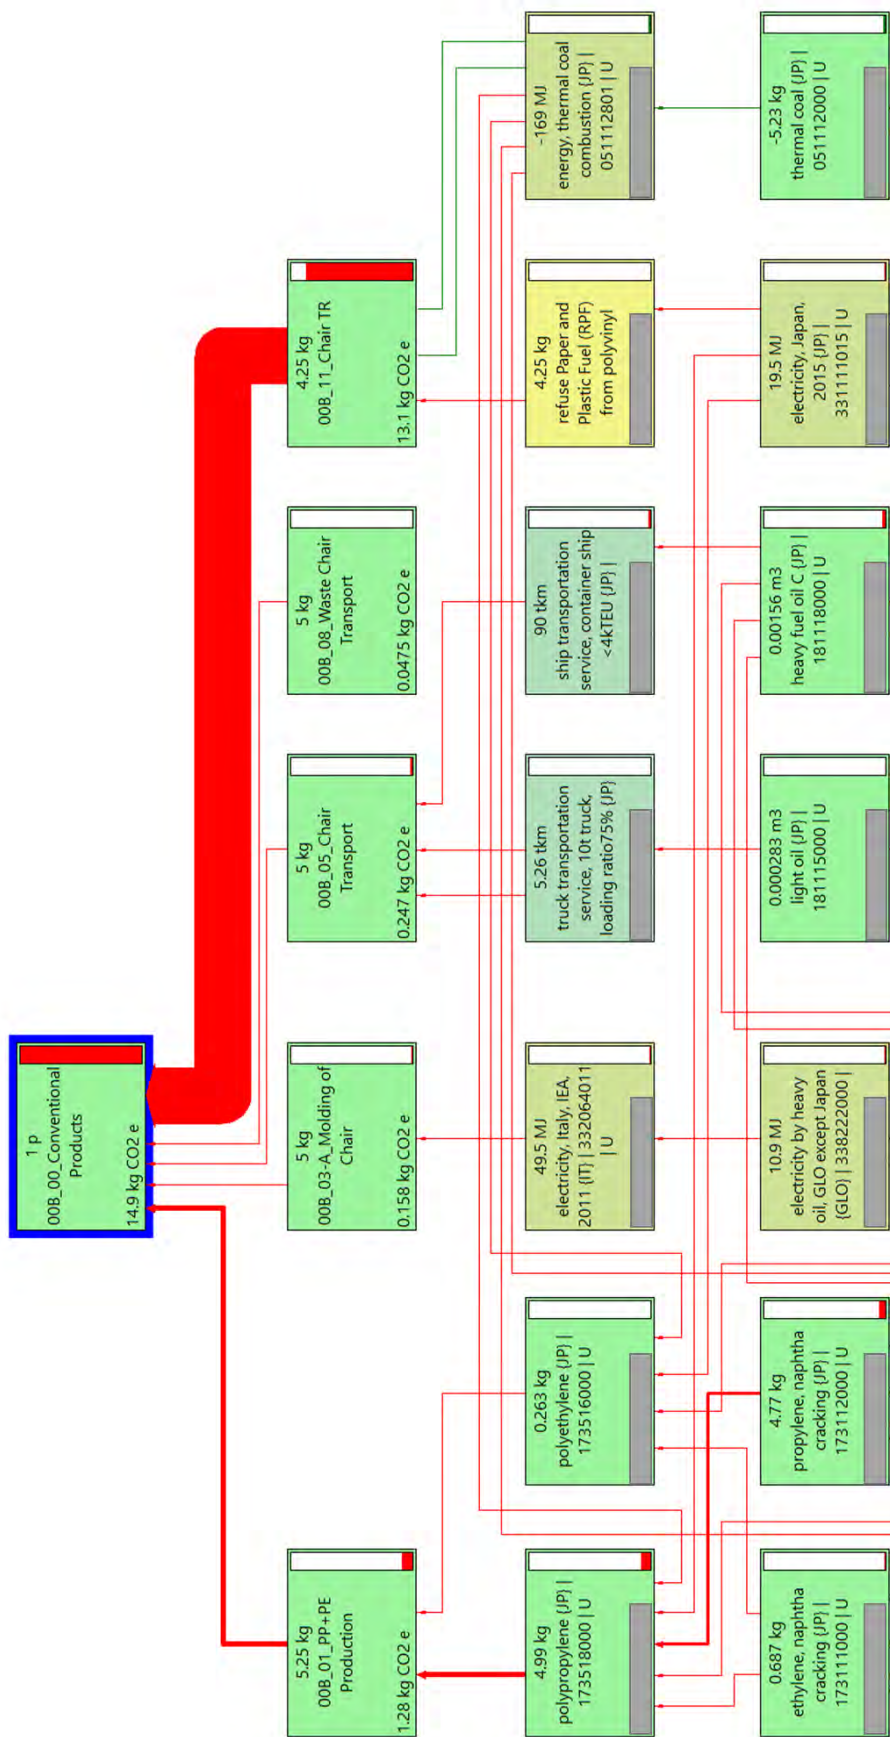 1 p
00B_00_Conventional
Products
14.9 kg CO2 e
5.25 kg
00B_01_PP+PE
Production
1.28 kg CO2 e
5 kg
00B_03-A_Molding of
Chair
0.158 kg CO2 e
5 kg
00B_05_Chair
Transport
0.247 kg CO2 e
5 kg
00B_08_Waste Chair
Transport
0.0475 kg CO2 e
4.25 kg
00B_11_Chair TR
13.1 kg CO2 e
4.99 kg
polypropylene {JP} |
173518000 | U
0.263 kg
polyethylene {JP} |
173516000 | U
49.5 MJ
electricity, Italy, IEA,
2011 {IT} | 332064011
| U
5.26 tkm
truck transportation
service, 10t truck,
loading ratio75% {JP}
90 tkm
ship transportation
service, container ship
<4kTEU {JP} |
4.25 kg
refuse Paper and
Plastic Fuel (RPF)
from polyvinyl
-169 MJ
energy, thermal coal
combustion {JP} |
051112801 | U
0.687 kg
ethylene, naphtha
cracking {JP} |
173111000 | U
4.77 kg
propylene, naphtha
cracking {JP} |
173112000 | U
10.9 MJ
electricity by heavy
oil, GLO except Japan
{GLO} | 338222000 |
0.000283 m3
light oil {JP} |
181115000 | U
0.00156 m3
heavy fuel oil C {JP} |
181118000 | U
19.5 MJ
electricity, Japan,
2015 {JP} |
331111015 | U
-5.23 kg
thermal coal {JP} |
051112000 | U